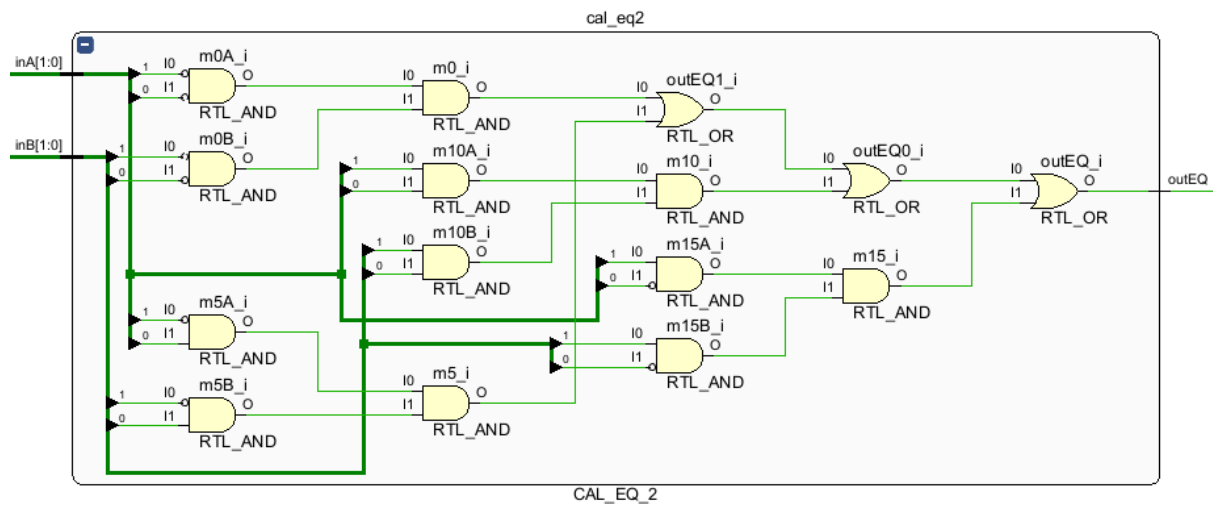 cal_eq2
inA[1:0]
inB[1:0]
m0A_i
1 I0 O
0 I1
RTL_AND
m0B_i
1 I0 O
0 I1
RTL_AND
m5A_i
1 I0 O
0 I1
RTL_AND
m5B_i
1 I0 O
0 I1
RTL_AND
m0_i
I0 O
I1
RTL_AND
m10A_i
1 I0 O
0 I1
RTL_AND
m10B_i
1 I0 O
0 I1
RTL_AND
m5_i
I0 O
I1
RTL_AND
outEQ1_i
I0 O
I1
RTL_OR
m10_i
I0 O
I1
RTL_AND
m15A_i
1 I0 O
0 I1
RTL_AND
m15B_i
1 I0 O
0 I1
RTL_AND
outEQ0_i
I0 O
I1
RTL_OR
m15_i
I0 O
I1
RTL_AND
outEQ_i
I0 O
I1
RTL_OR
outEQ
CAL_EQ_2